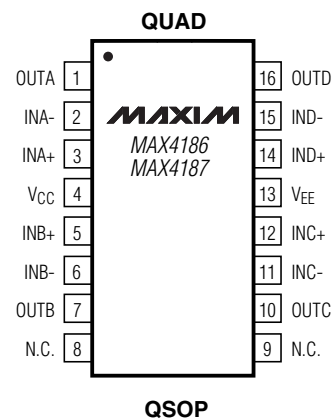 QUAD
OUTA 1 16 OUTD
INA- 2 15 IND-
MAXIM
INA+ 3 14 IND+
MAX4186
MAX4187
VCC 4 13 VEE
INB+ 5 12 INC+
INB- 6 11 INC-
OUTB 7 10 OUTC
N.C. 8 9 N.C.
QSOP